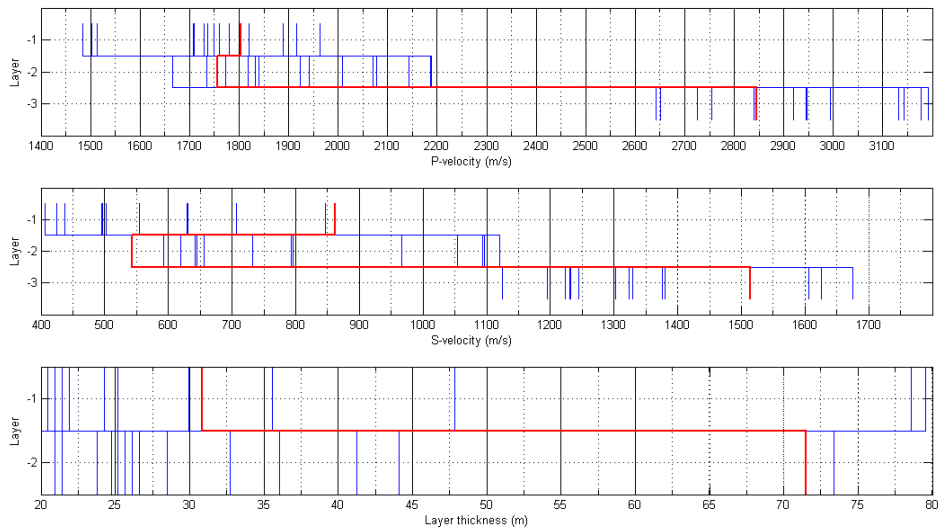 -1
-2
-3
Layer
1400 1500 1600 1700 1800 1900 2000 2100 2200 2300 2400 2500 2600 2700 2800 2900 3000 3100
P-velocity (m/s)
-1
-2
-3
Layer
400 500 600 700 800 900 1000 1100 1200 1300 1400 1500 1600 1700
S-velocity (m/s)
-1
-2
Layer
20 25 30 35 40 45 50 55 60 65 70 75 80
Layer thickness (m)